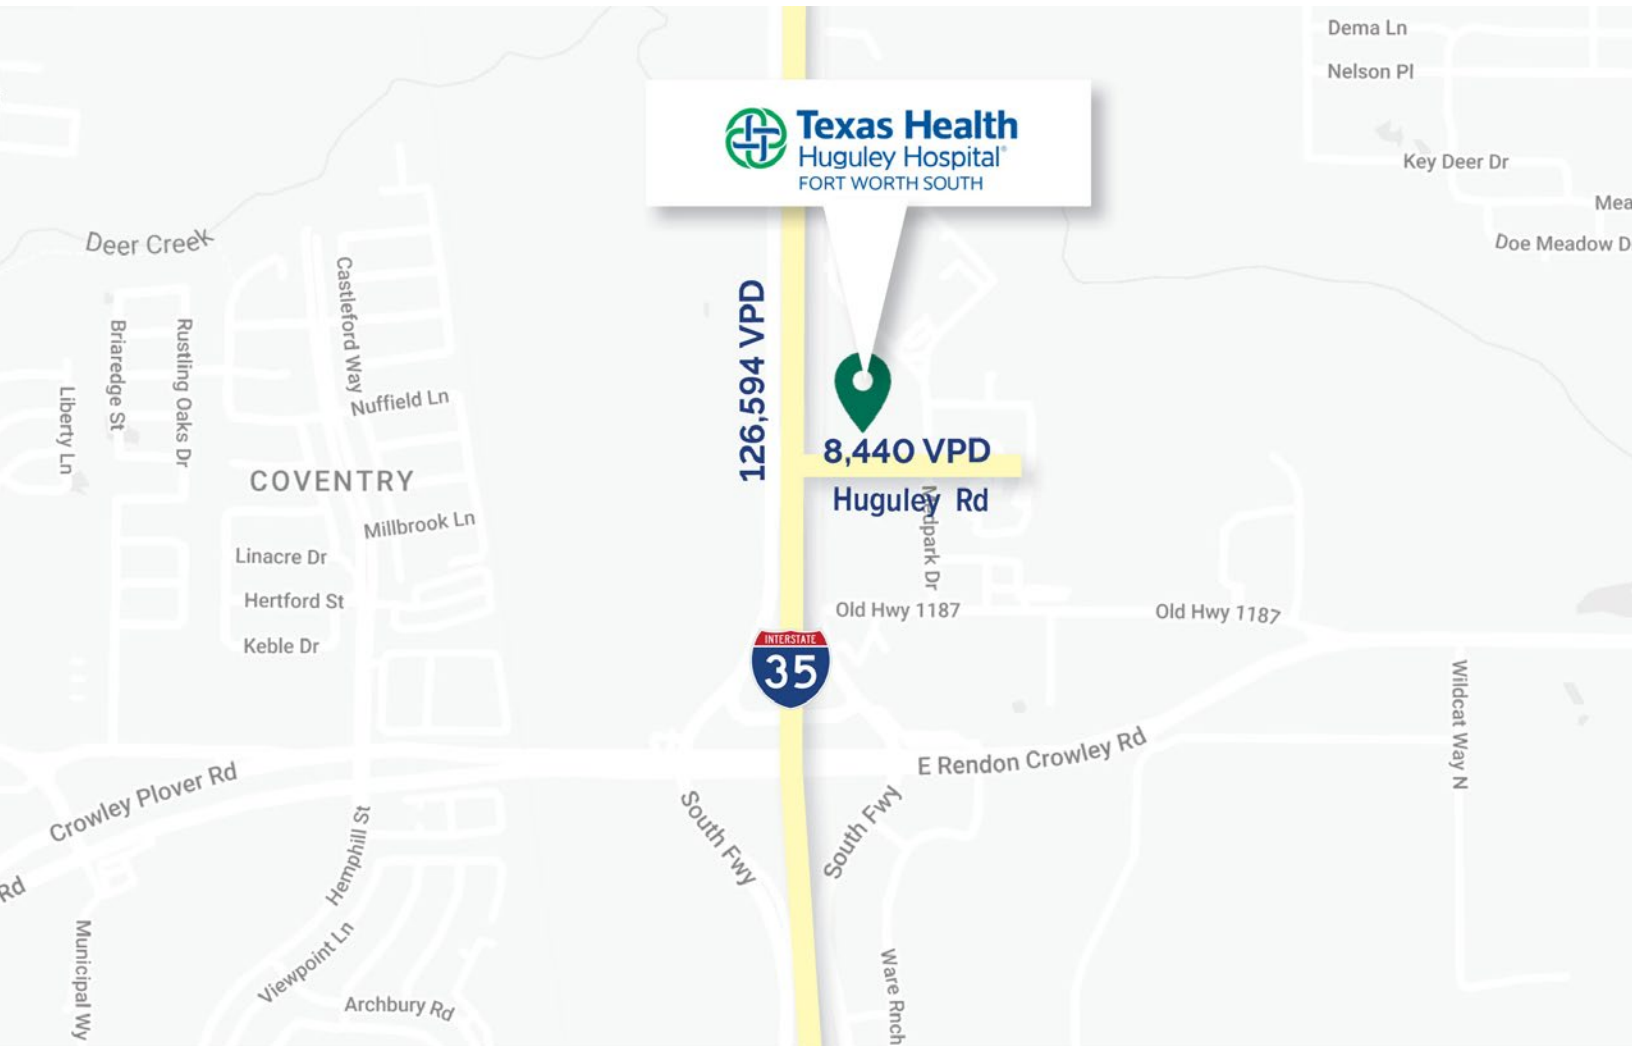 Dema Ln
Nelson Pl
Texas Health
Huguley Hospital®
FORT WORTH SOUTH
Key Deer Dr
Mea
Doe Meadow D
Deer Creek
Castleford Way
126,594 VPD
Briaredge St
Rustling Oaks Dr
Liberty Ln
Nuffield Ln
8,440 VPD
Huguley Rd
COVENTRY
Medpark Dr
Millbrook Ln
Linacre Dr
Hertford St
Keble Dr
Old Hwy 1187
Old Hwy 1187
INTERSTATE
35
Wildcat Way N
E Rendon Crowley Rd
Crowley Plover Rd
South Fwy
South Fwy
Hemphill St
Rd
Municipal Wy
Viewpoint Ln
Archbury Rd
Ware Rnch